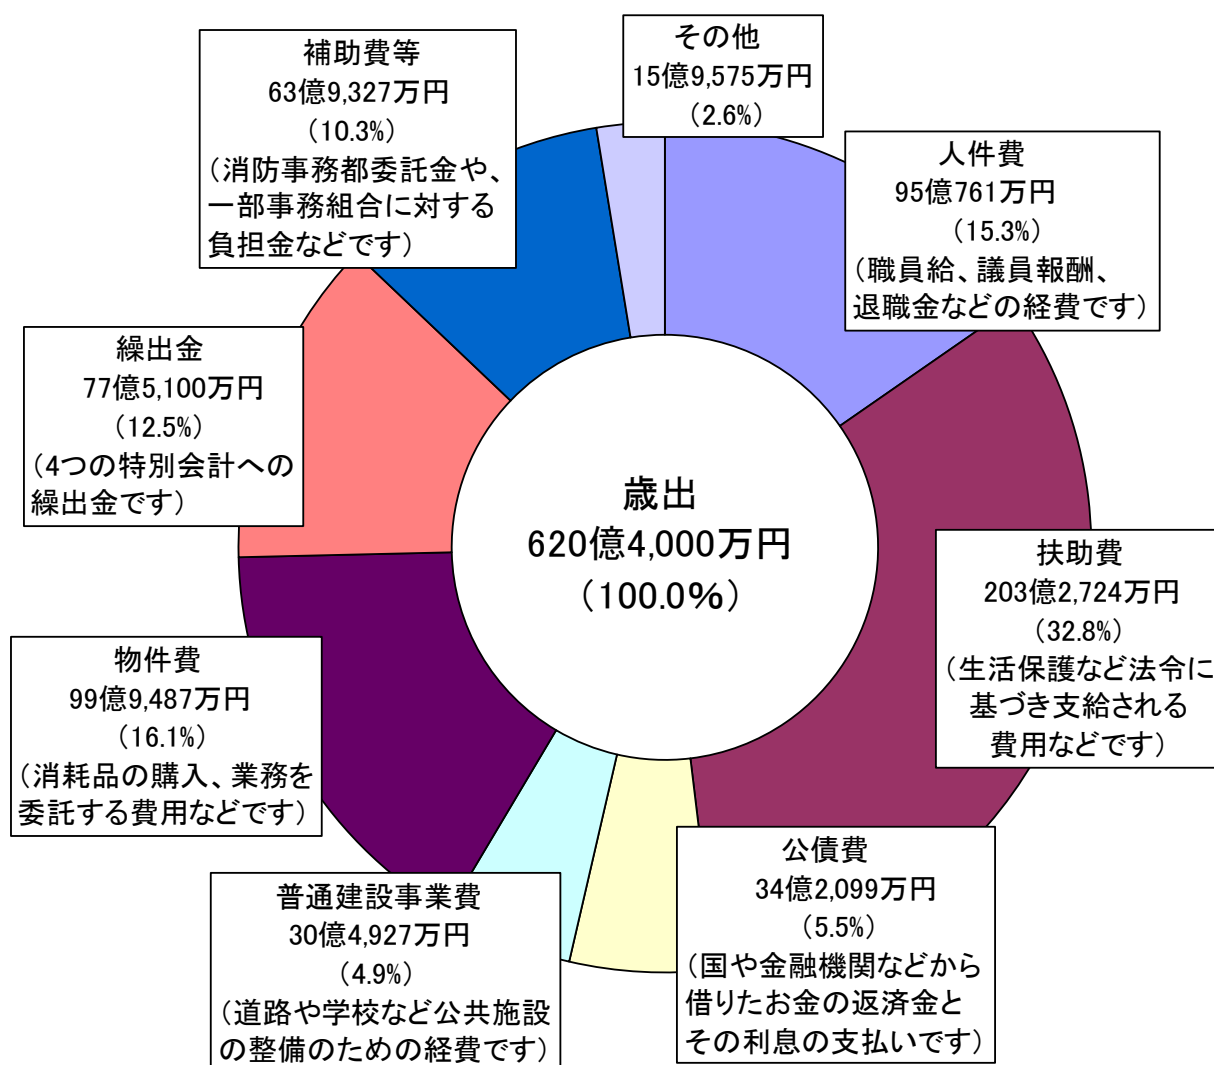 その他
15億9,575万円
(2.6%)
補助費等
63億9,327万円
(10.3%)
(消防事務都委託金や、
一部事務組合に対する
負担金などです)
人件費
95億761万円
(15.3%)
(職員給、議員報酬、
退職金などの経費です)
繰出金
77億5,100万円
(12.5%)
(4つの特別会計への
繰出金です)
歳出
620億4,000万円
(100.0%)
扶助費
203億2,724万円
(32.8%)
(生活保護など法令に
基づき支給される
費用などです)
物件費
99億9,487万円
(16.1%)
(消耗品の購入、業務を
委託する費用などです)
公債費
34億2,099万円
(5.5%)
(国や金融機関などから
借りたお金の返済金と
その利息の支払いです)
普通建設事業費
30億4,927万円
(4.9%)
(道路や学校など公共施設
の整備のための経費です)